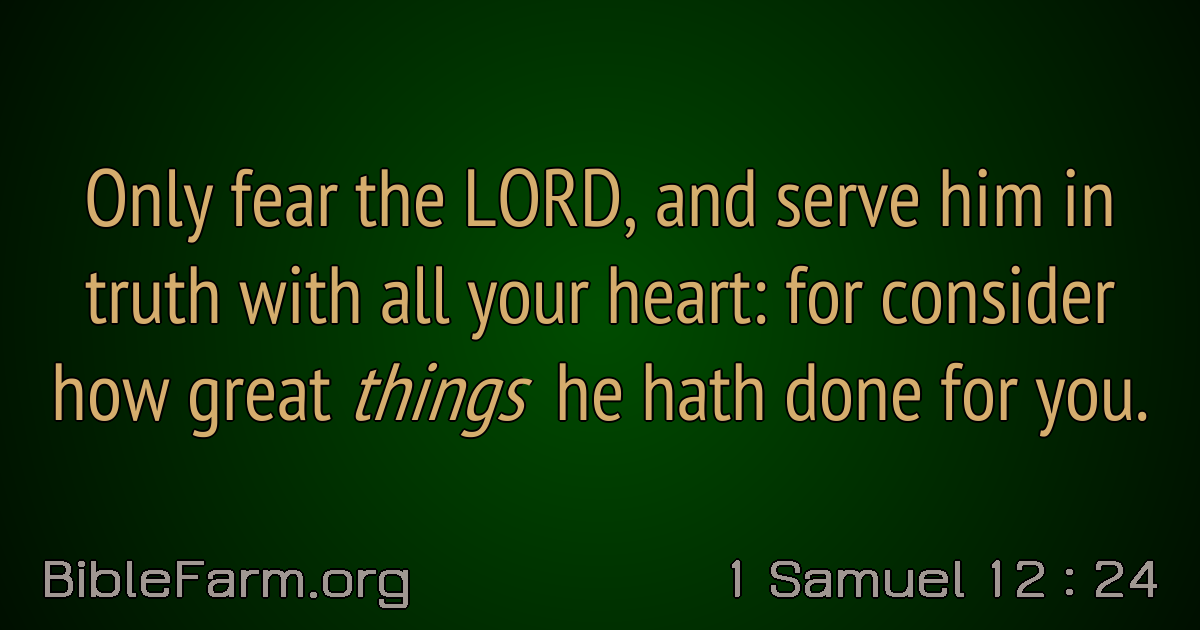 Only fear the LORD, and serve him in
truth with all your heart: for consider
how great things he hath done for you.
BibleFarm.org
1 Samuel 12 : 24